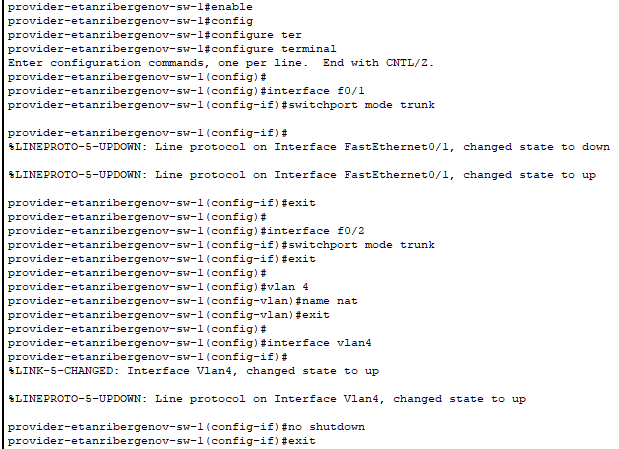 provider-etanribergenov-sw-1#enable
provider-etanribergenov-sw-1#config
provider-etanribergenov-sw-1#configure ter
provider-etanribergenov-sw-1#configure terminal
Enter configuration commands, one per line.  End with CNTL/Z.
provider-etanribergenov-sw-1(config)#
provider-etanribergenov-sw-1(config)#interface f0/1
provider-etanribergenov-sw-1(config-if)#switchport mode trunk
provider-etanribergenov-sw-1(config-if)#
%LINEPROTO-5-UPDOWN: Line protocol on Interface FastEthernet0/1, changed state to down
%LINEPROTO-5-UPDOWN: Line protocol on Interface FastEthernet0/1, changed state to up
provider-etanribergenov-sw-1(config-if)#exit
provider-etanribergenov-sw-1(config)#
provider-etanribergenov-sw-1(config)#interface f0/2
provider-etanribergenov-sw-1(config-if)#switchport mode trunk
provider-etanribergenov-sw-1(config-if)#exit
provider-etanribergenov-sw-1(config)#
provider-etanribergenov-sw-1(config)#vlan 4
provider-etanribergenov-sw-1(config-vlan)#name nat
provider-etanribergenov-sw-1(config-vlan)#exit
provider-etanribergenov-sw-1(config)#
provider-etanribergenov-sw-1(config)#interface vlan4
provider-etanribergenov-sw-1(config-if)#
%LINK-5-CHANGED: Interface Vlan4, changed state to up
%LINEPROTO-5-UPDOWN: Line protocol on Interface Vlan4, changed state to up
provider-etanribergenov-sw-1(config-if)#no shutdown
provider-etanribergenov-sw-1(config-if)#exit